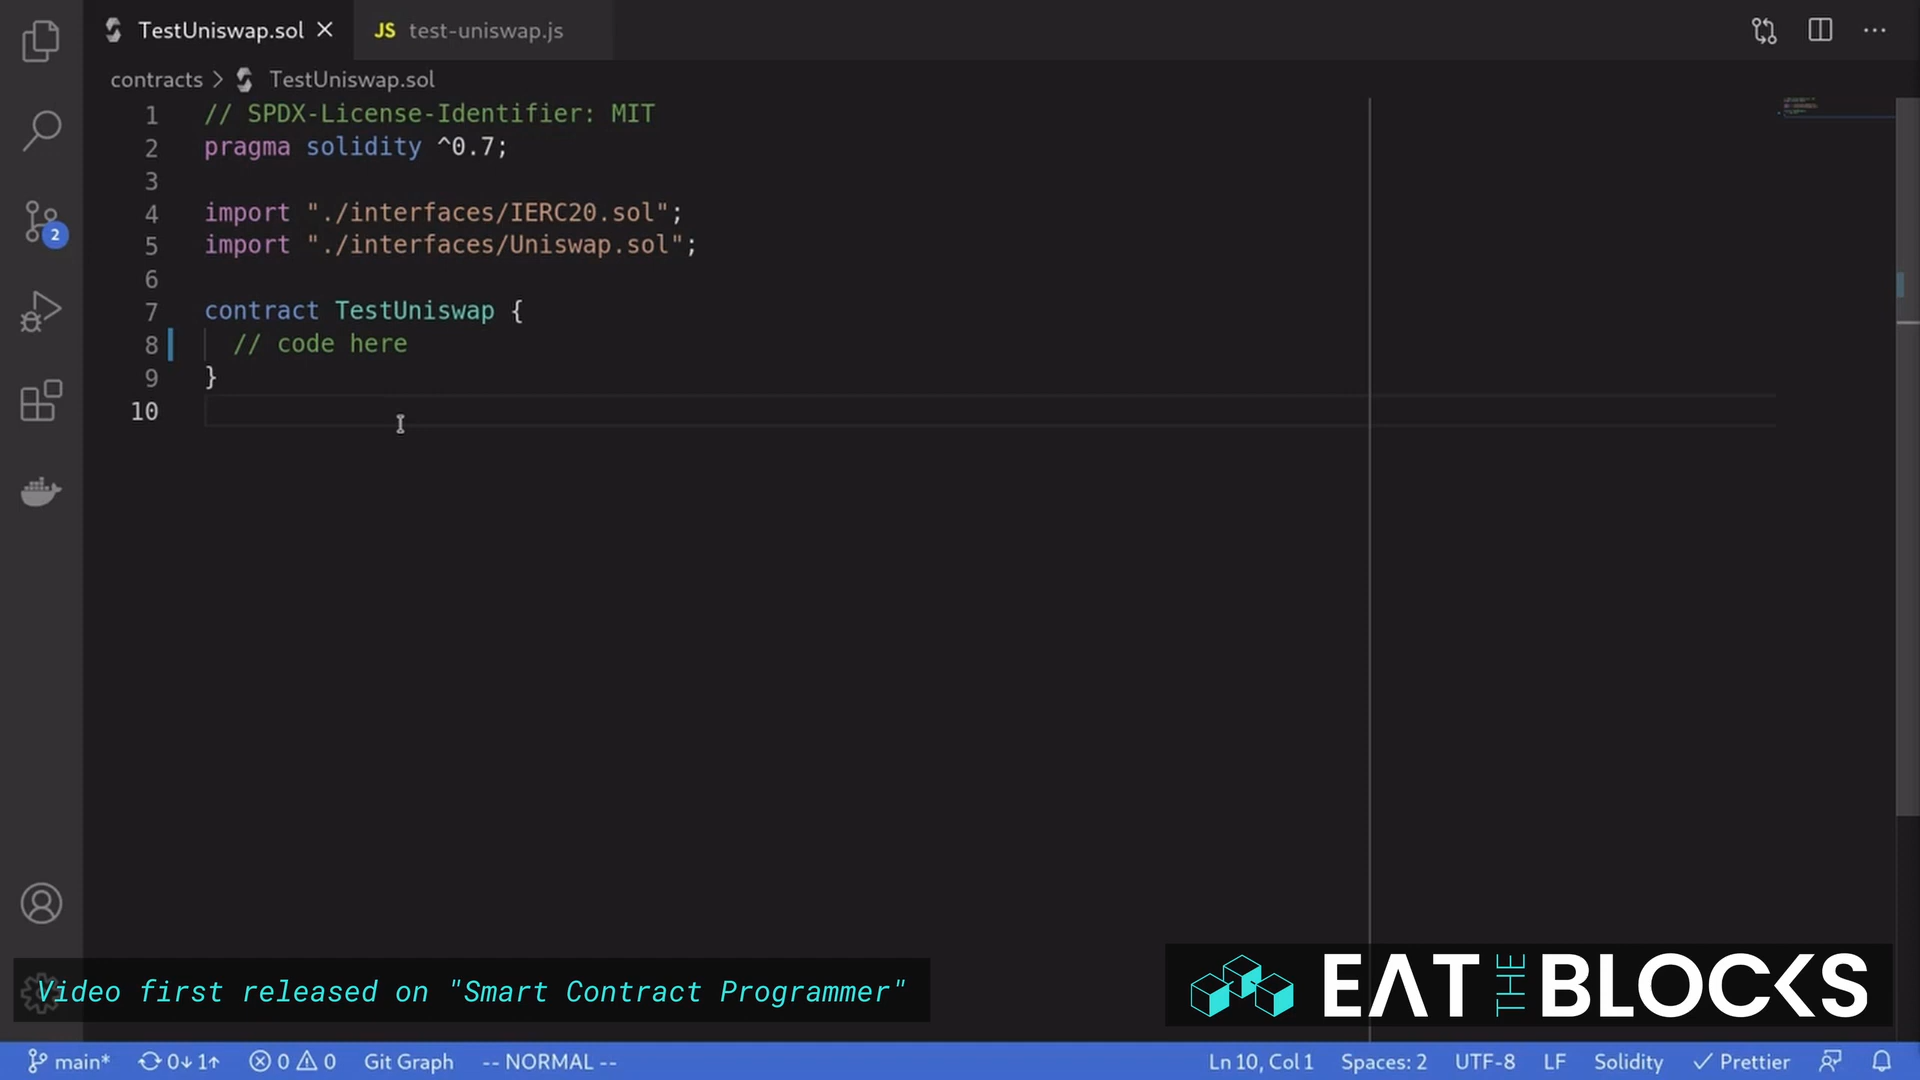 TestUniswap.sol
JS test-uniswap.js
contracts > TestUniswap.sol
1 // SPDX-License-Identifier: MIT
2 pragma solidity ^0.7;
3
4 import "./interfaces/IERC20.sol";
5 import "./interfaces/Uniswap.sol";
6
7 contract TestUniswap {
8 // code here
9 }
10
2
Video first released on "Smart Contract Programmer"
EAT THE BLOCKS
main* 0↓ 1↑ 0 0 Git Graph -- NORMAL -- Ln 10, Col 1 Spaces: 2 UTF-8 LF Solidity Prettier